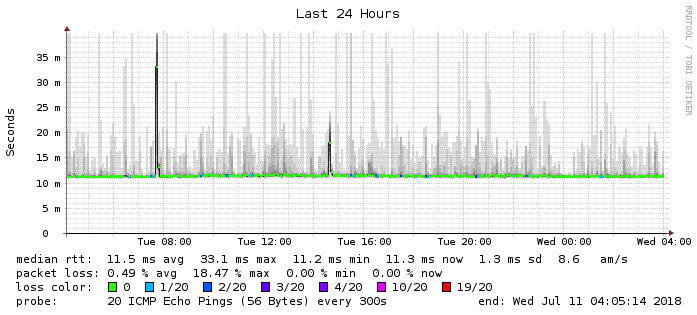 Last 24 Hours
RRDTOOL / TOBI OETIKER
Seconds
35 m
30 m
25 m
20 m
15 m
10 m
5 m
0
Tue 08:00 Tue 12:00 Tue 16:00 Tue 20:00 Wed 00:00 Wed 04:00
median rtt: 11.5 ms avg 33.1 ms max 11.2 ms min 11.3 ms now 1.3 ms sd 8.6 am/s
packet loss: 0.49 % avg 18.47 % max 0.00 % min 0.00 % now
loss color: 0 1/20 2/20 3/20 4/20 10/20 19/20
probe: 20 ICMP Echo Pings (56 Bytes) every 300s end: Wed Jul 11 04:05:14 2018